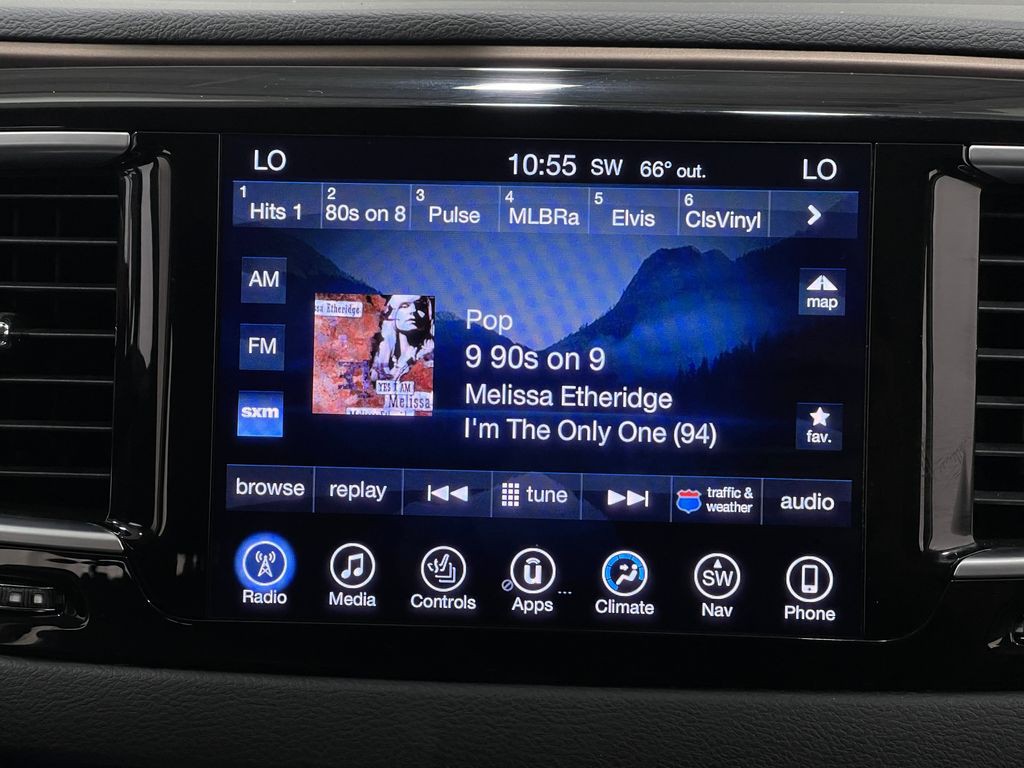 LO 10:55 SW 66° out. LO
1 Hits 1 2 80s on 8 3 Pulse 4 MLBRa 5 Elvis 6 ClsVinyl
AM
FM
sxm
ssa Etheridge
YES I AM
Melissa
Pop
9 90s on 9
Melissa Etheridge
I'm The Only One (94)
map
fav.
browse replay tune traffic & weather audio
Radio Media Controls Apps ... Climate SW Nav Phone